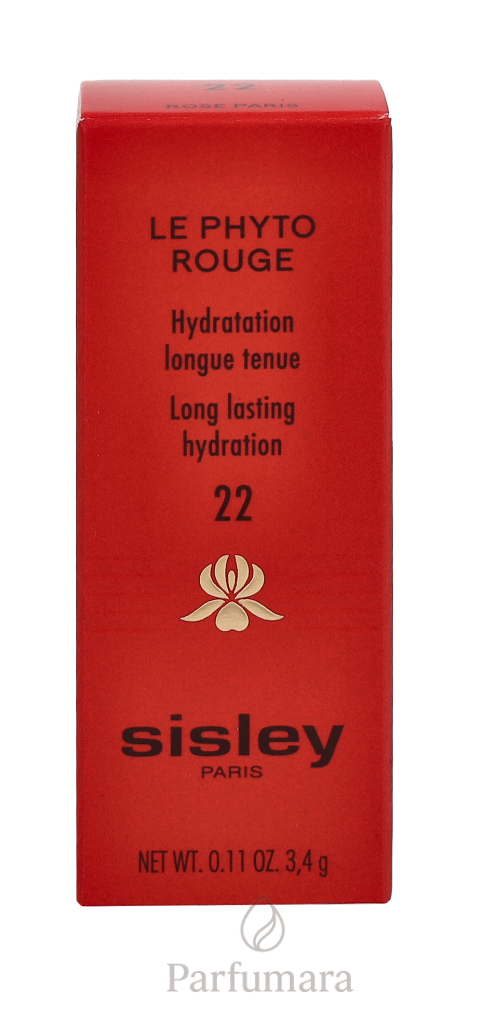 22
ROSE PARIS
LE PHYTO
ROUGE
Hydratation
longue tenue
Long lasting
hydration
22
sisley
PARIS
NET WT. 0.11 OZ. 3,4 g
Parfumara